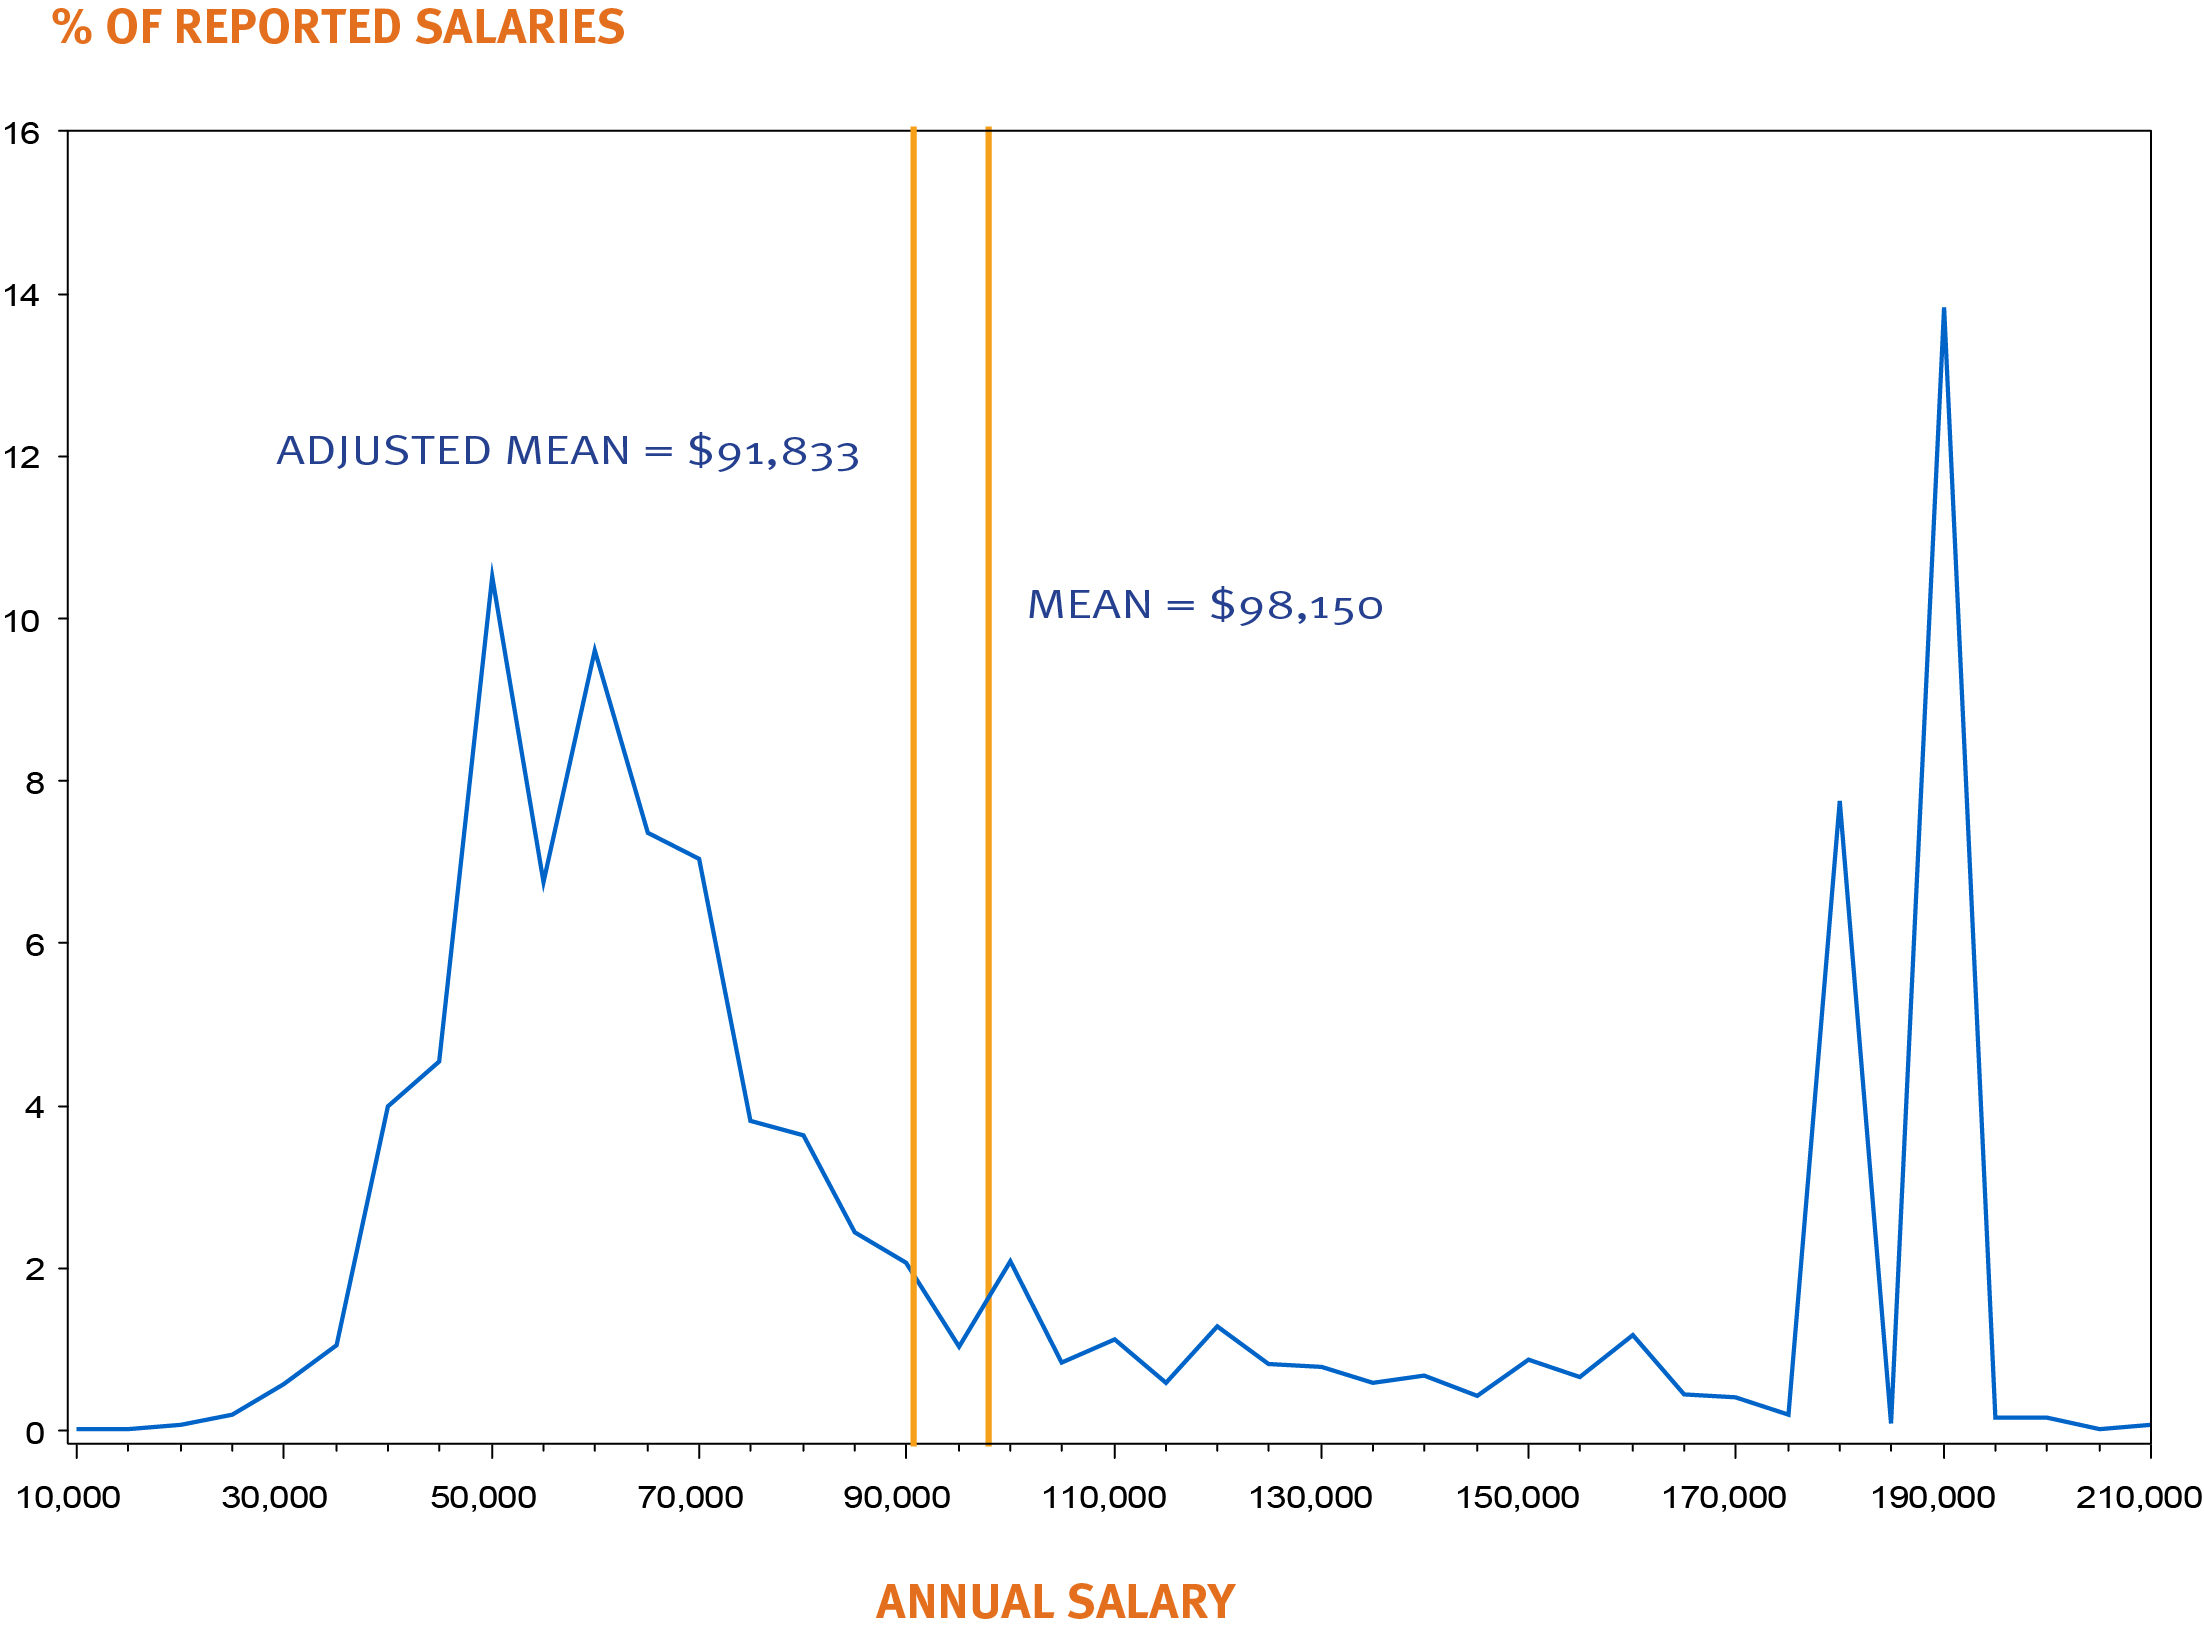 % OF REPORTED SALARIES
16
14
12
10
8
6
4
2
0
ADJUSTED MEAN = $91,833
MEAN = $98,150
10,000 30,000 50,000 70,000 90,000 110,000 130,000 150,000 170,000 190,000 210,000
ANNUAL SALARY